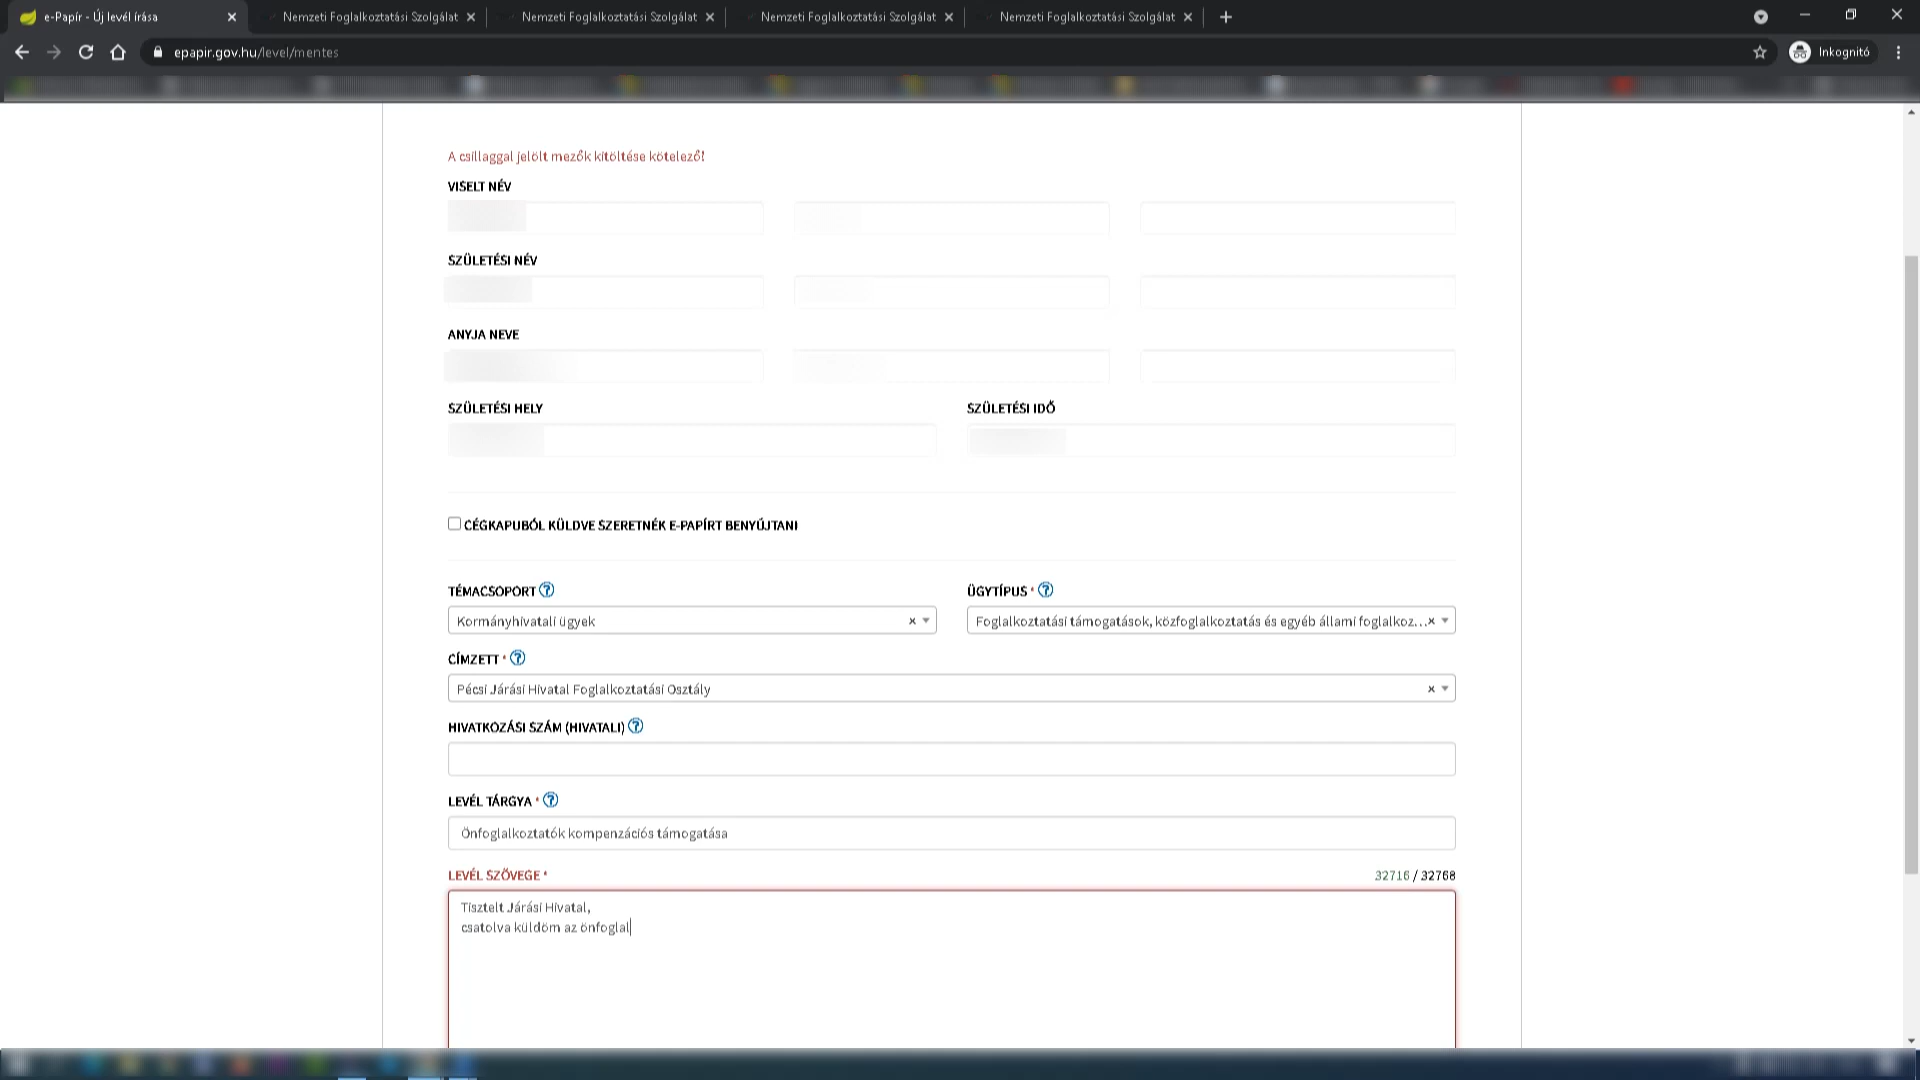 e-Papír - Új levél írása
Nemzeti Foglalkoztatási Szolgálat
Nemzeti Foglalkoztatási Szolgálat
Nemzeti Foglalkoztatási Szolgálat
Nemzeti Foglalkoztatási Szolgálat
epapir.gov.hu/level/mentes
Inkognitó
A csillaggal jelölt mezők kitöltése kötelező!
VISELT NÉV
SZÜLETÉSI NÉV
ANYJA NEVE
SZÜLETÉSI HELY
SZÜLETÉSI IDŐ
CÉGKAPUBÓL KÜLDVE SZERETNÉK E-PAPÍRT BENYÚJTANI
TÉMACSOPORT ?
ÜGYTÍPUS * ?
Kormányhivatali ügyek
Foglalkoztatási támogatások, közfoglalkoztatás és egyéb állami foglalkoz...
CÍMZETT * ?
Pécsi Járási Hivatal Foglalkoztatási Osztály
HIVATKOZÁSI SZÁM (HIVATALI) ?
LEVÉL TÁRGYA * ?
Önfoglalkoztatók kompenzációs támogatása
LEVÉL SZÖVEGE *
32716 / 32768
Tisztelt Járási Hivatal,
csatolva küldöm az önfoglal